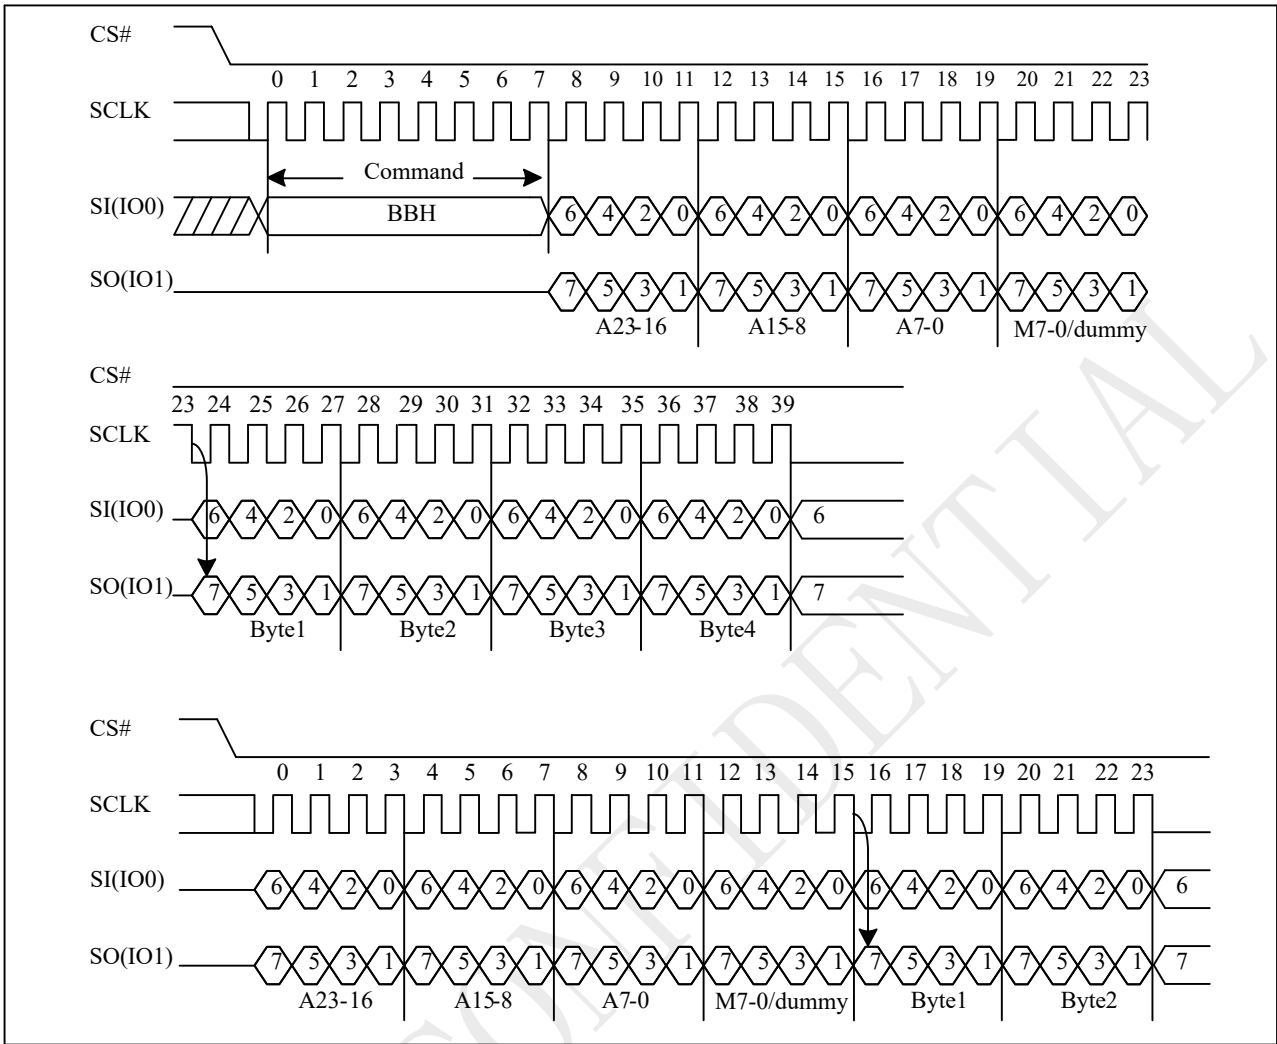 CS#
0 1 2 3 4 5 6 7 8 9 10 11 12 13 14 15 16 17 18 19 20 21 22 23
SCLK
Command
SI(IO0) BBH 6 4 2 0 6 4 2 0 6 4 2 0 6 4 2 0
SO(IO1) 7 5 3 1 7 5 3 1 7 5 3 1 7 5 3 1
A23-16 A15-8 A7-0 M7-0/dummy
CS#
23 24 25 26 27 28 29 30 31 32 33 34 35 36 37 38 39
SCLK
SI(IO0) 6 4 2 0 6 4 2 0 6 4 2 0 6 4 2 0 6
SO(IO1) 7 5 3 1 7 5 3 1 7 5 3 1 7 5 3 1 7
Byte1 Byte2 Byte3 Byte4
CS#
0 1 2 3 4 5 6 7 8 9 10 11 12 13 14 15 16 17 18 19 20 21 22 23
SCLK
SI(IO0) 6 4 2 0 6 4 2 0 6 4 2 0 6 4 2 0 6 4 2 0 6 4 2 0 6
SO(IO1) 7 5 3 1 7 5 3 1 7 5 3 1 7 5 3 1 7 5 3 1 7 5 3 1 7
A23-16 A15-8 A7-0 M7-0/dummy Byte1 Byte2
CONFIDENTIAL